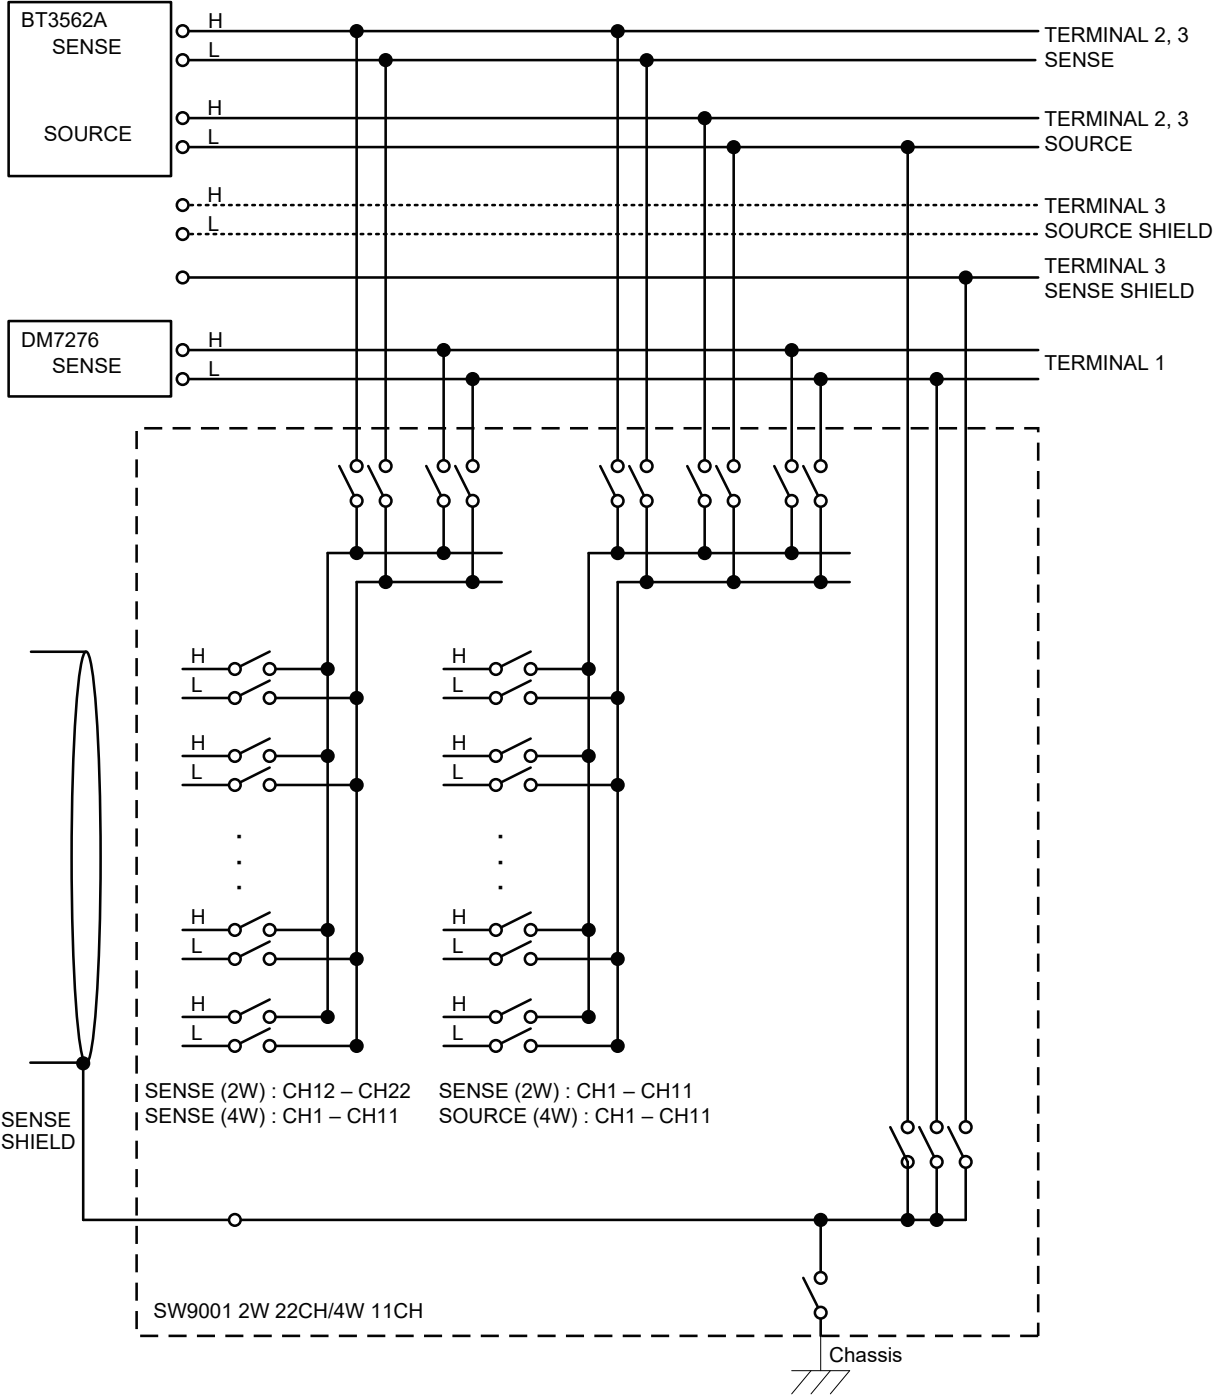 BT3562A
SENSE
H
L
TERMINAL 2, 3
SENSE
SOURCE
H
L
TERMINAL 2, 3
SOURCE
H
L
TERMINAL 3
SOURCE SHIELD
TERMINAL 3
SENSE SHIELD
DM7276
SENSE
H
L
TERMINAL 1
H
L
H
L
H
L
H
L
H
L
H
L
H
L
H
L
SENSE (2W) : CH12 – CH22
SENSE (4W) : CH1 – CH11
SENSE (2W) : CH1 – CH11
SOURCE (4W) : CH1 – CH11
SENSE
SHIELD
SW9001 2W 22CH/4W 11CH
Chassis